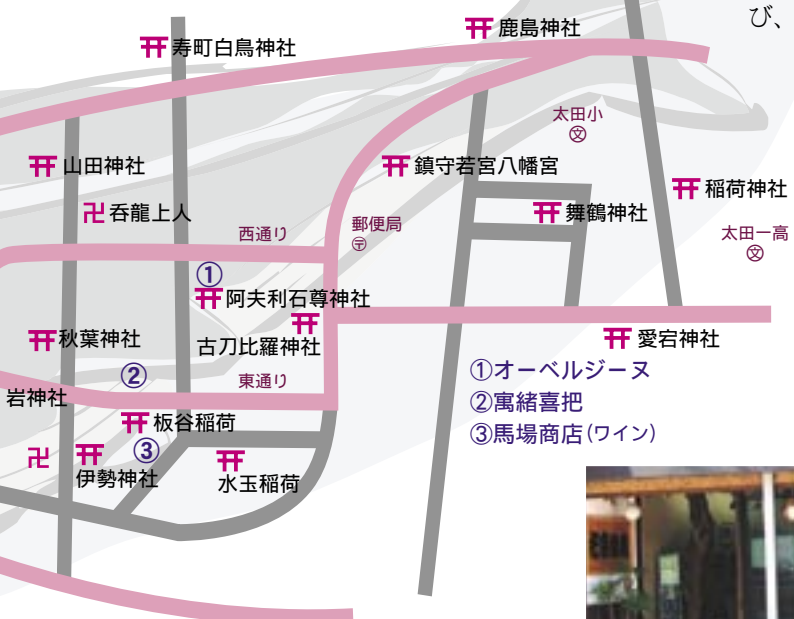 び、
鹿島神社
寿町白鳥神社
太田小
㊫
山田神社
鎮守若宮八幡宮
稲荷神社
卍呑龍上人
舞鶴神社
西通り
郵便局
〶
太田一高
㊫
①
阿夫利石尊神社
秋葉神社
古刀比羅神社
愛宕神社
②
東通り
①オーベルジーヌ
岩神社
②寓緒喜把
板谷稲荷
③馬場商店(ワイン)
③
卍
伊勢神社
水玉稲荷